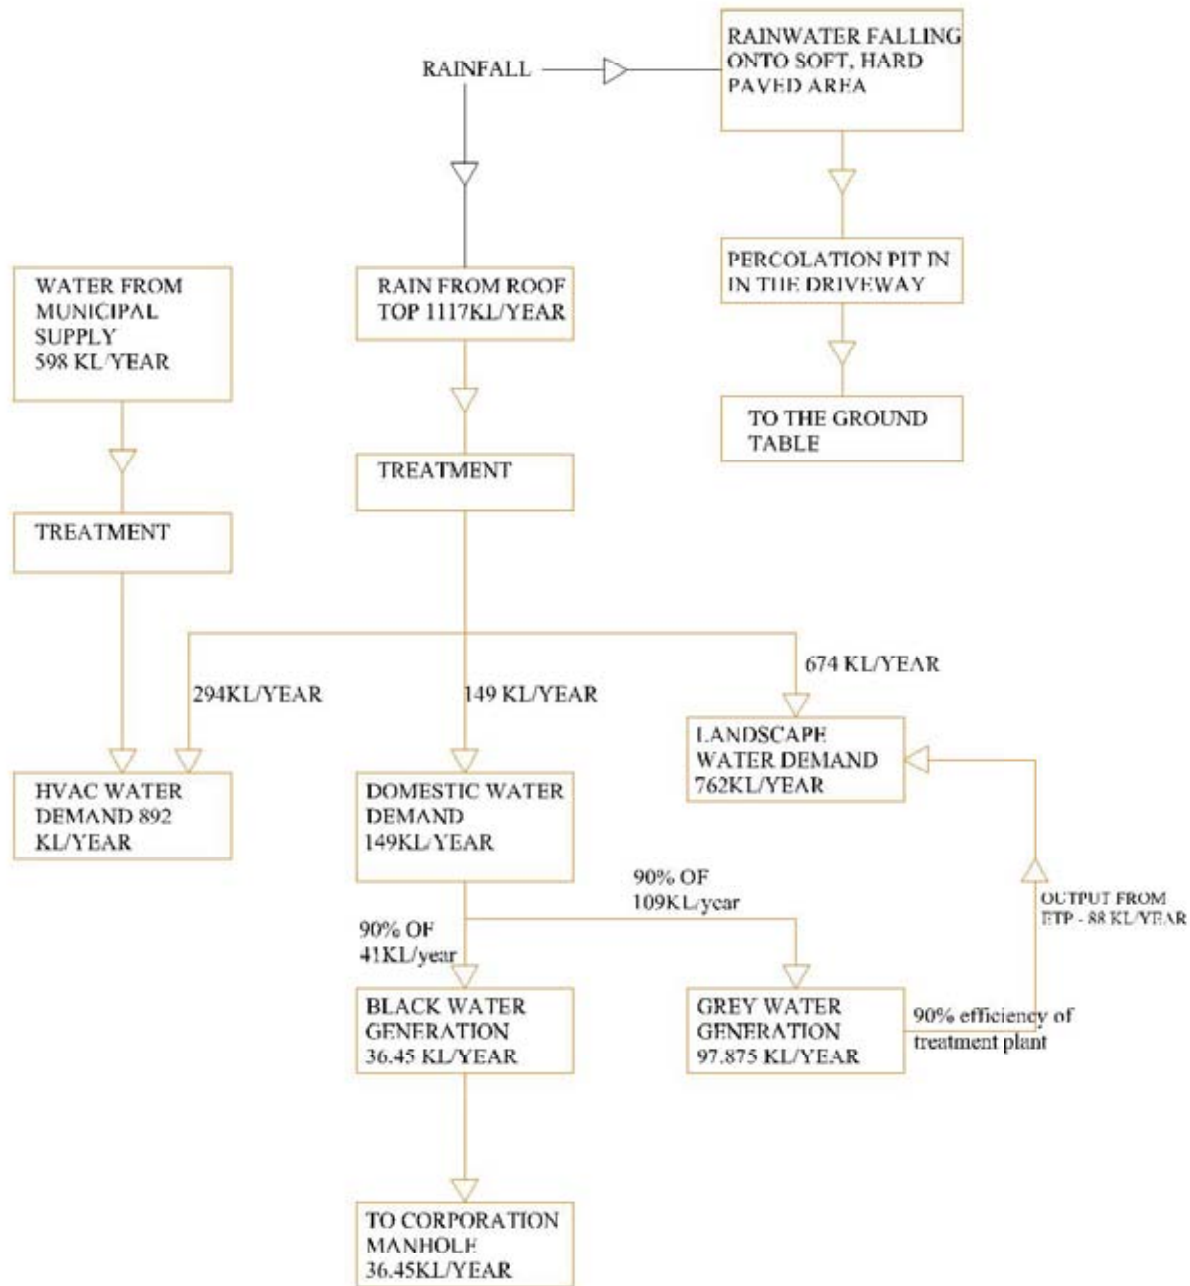 RAINFALL
RAINWATER FALLING
ONTO SOFT, HARD
PAVED AREA
WATER FROM
MUNICIPAL
SUPPLY
598 KL/YEAR
RAIN FROM ROOF
TOP 1117KL/YEAR
PERCOLATION PIT IN
IN THE DRIVEWAY
TO THE GROUND
TABLE
TREATMENT
TREATMENT
294KL/YEAR
149 KL/YEAR
674 KL/YEAR
HVAC WATER
DEMAND 892
KL/YEAR
DOMESTIC WATER
DEMAND
149KL/YEAR
LANDSCAPE
WATER DEMAND
762KL/YEAR
90% OF
109KL/year
90% OF
41KL/year
OUTPUT FROM
ETP - 88 KL/YEAR
BLACK WATER
GENERATION
36.45 KL/YEAR
GREY WATER
GENERATION
97.875 KL/YEAR
90% efficiency of
treatment plant
TO CORPORATION
MANHOLE
36.45KL/YEAR